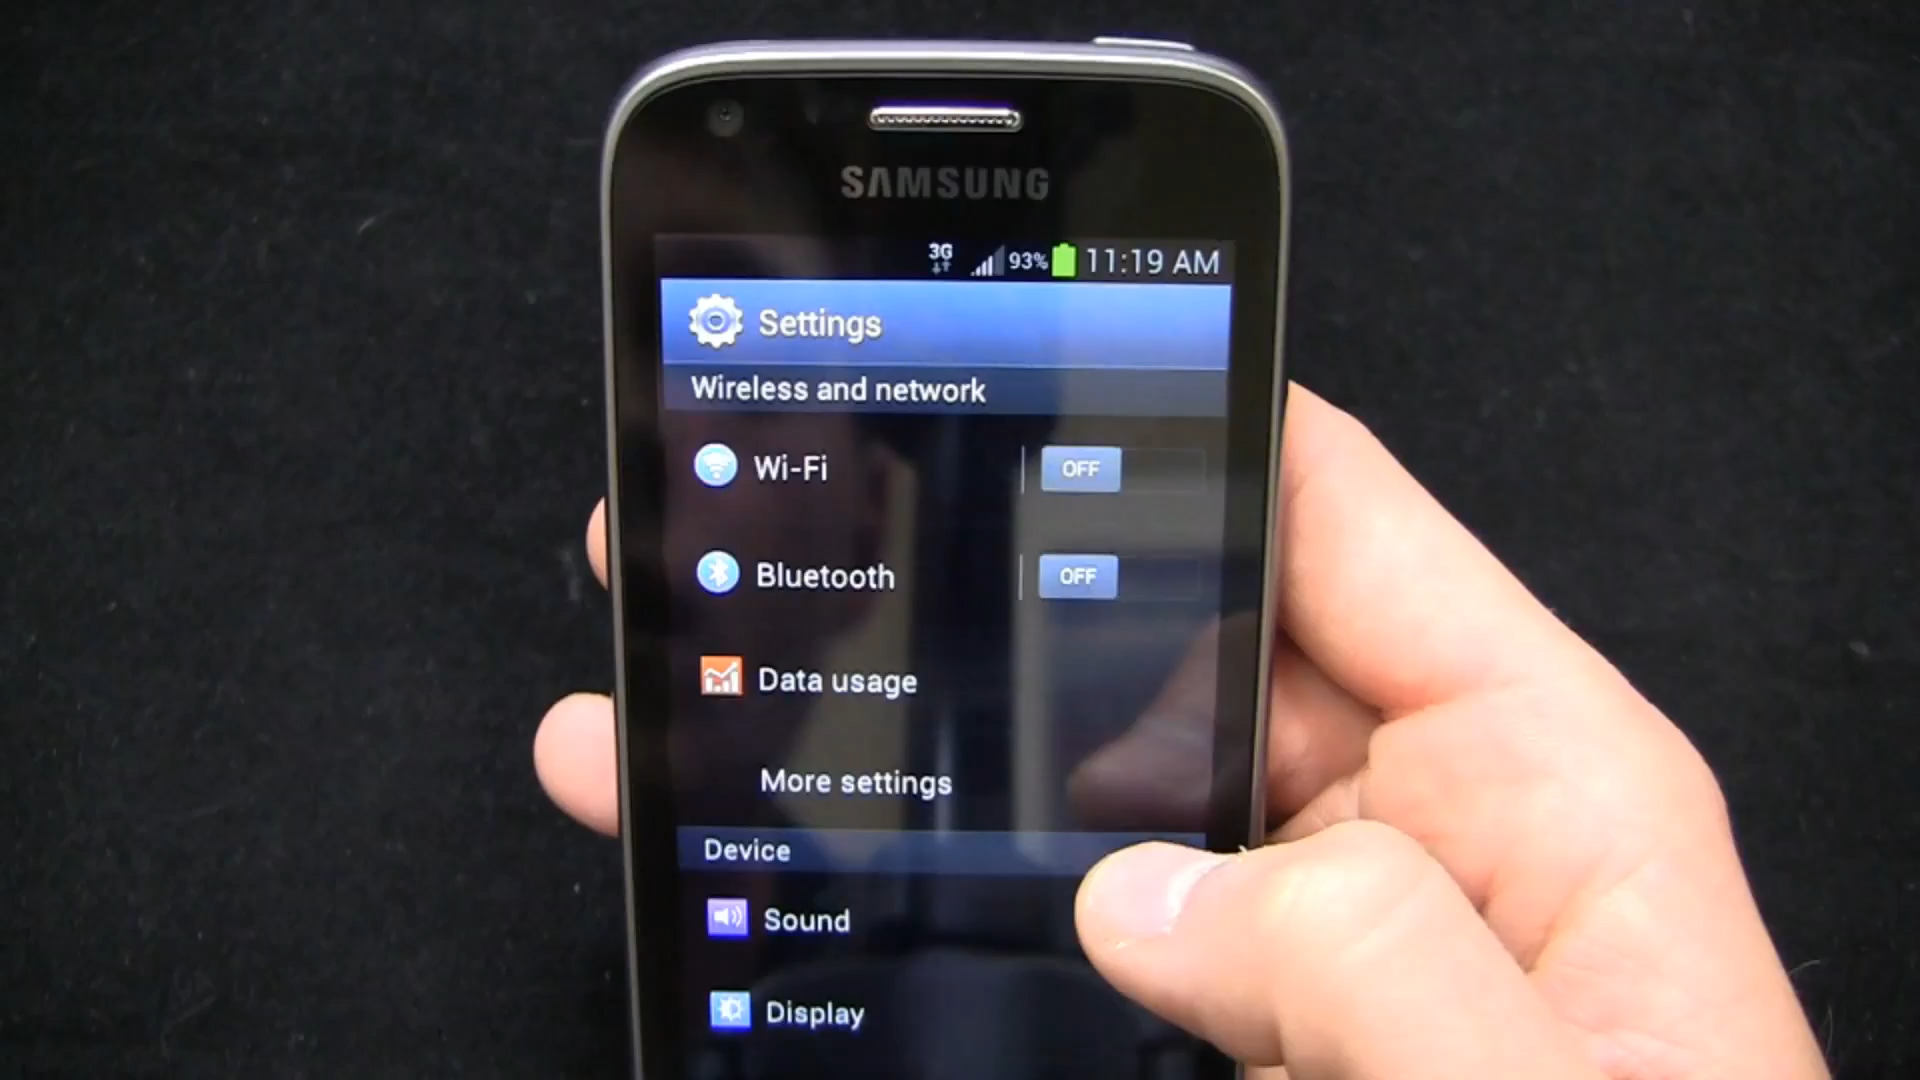 SAMSUNG
3G 93% 11:19 AM
Settings
Wireless and network
Wi-Fi OFF
Bluetooth OFF
Data usage
More settings
Device
Sound
Display